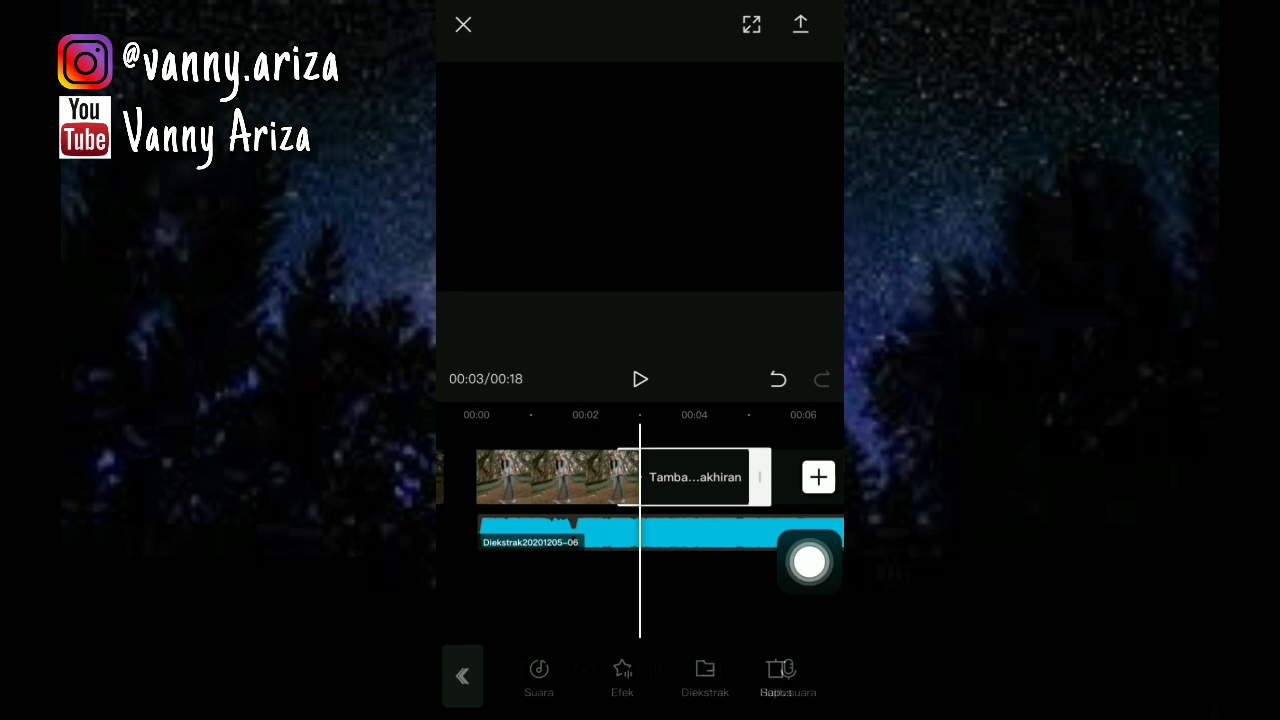 @vanny.ariza
You
Tube
Vanny Ariza
00:03/00:18
00:00
00:02
00:04
00:06
Tamba...akhiran
Diekstrak20201205-06
Suara
Efek
Diekstrak